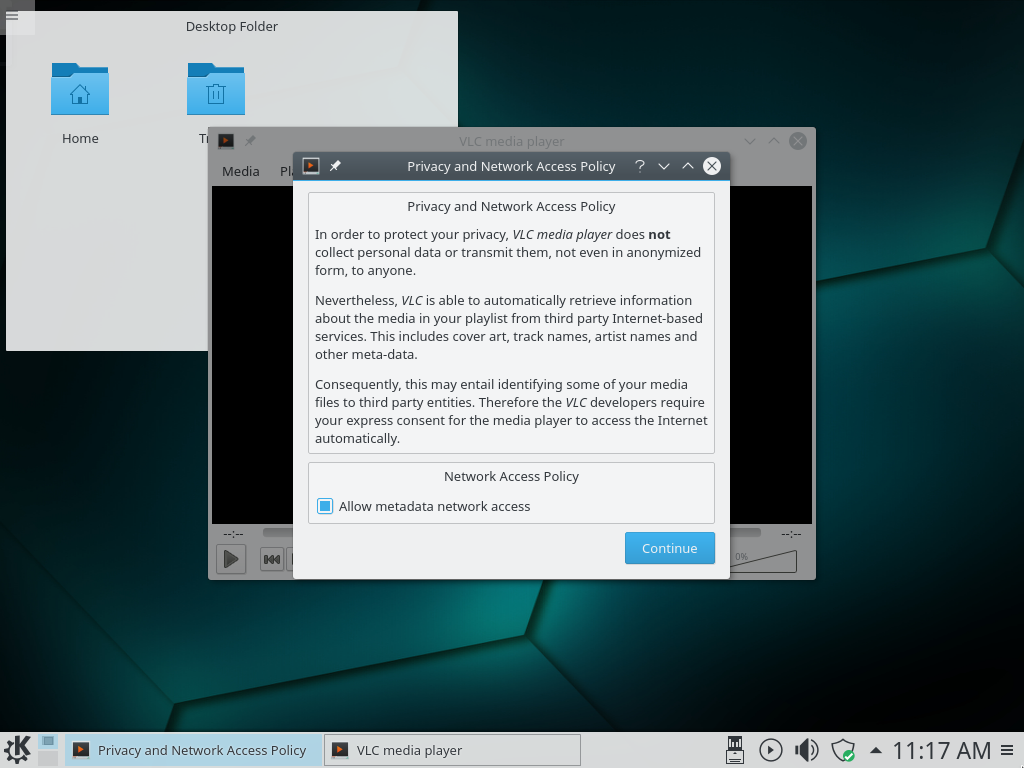 Desktop Folder
Home
Tr
VLC media player
Media Pl
Privacy and Network Access Policy
Privacy and Network Access Policy
In order to protect your privacy, VLC media player does not
collect personal data or transmit them, not even in anonymized
form, to anyone.
Nevertheless, VLC is able to automatically retrieve information
about the media in your playlist from third party Internet-based
services. This includes cover art, track names, artist names and
other meta-data.
Consequently, this may entail identifying some of your media
files to third party entities. Therefore the VLC developers require
your express consent for the media player to access the Internet
automatically.
Network Access Policy
Allow metadata network access
Continue
--:-- --:--
0%
Privacy and Network Access Policy VLC media player 11:17 AM